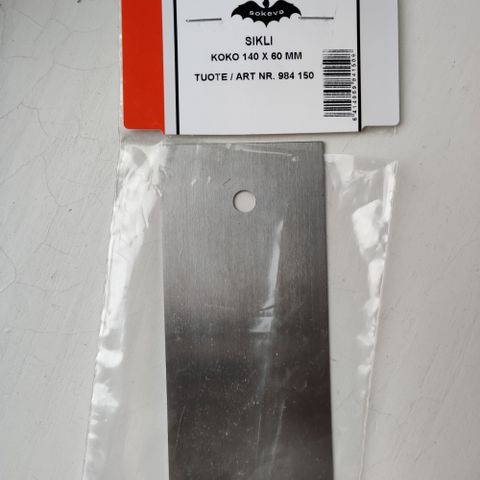 sokeva
SIKLI
KOKO 140 X 60 MM
TUOTE / ART NR. 984 150